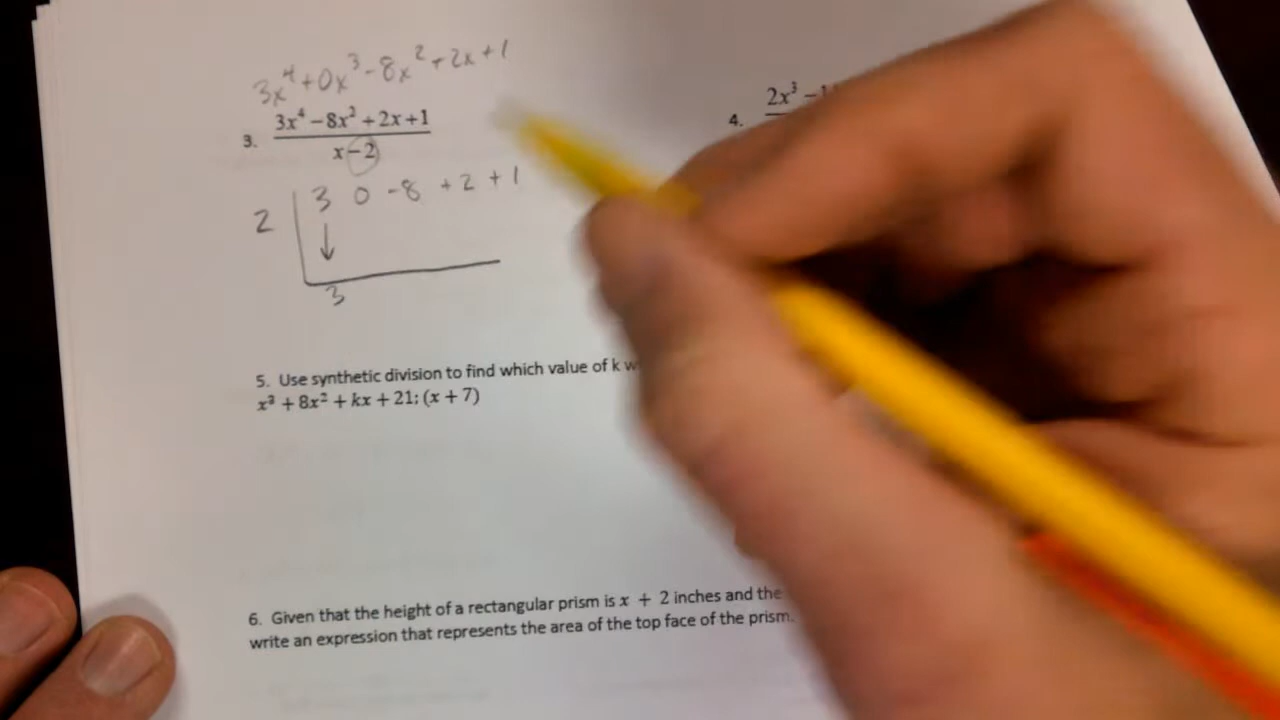 3x⁴+0x³-8x²+2x+1
3. 3x⁴ – 8x² + 2x + 1
x – 2
4. 2x³ –
2 3 0 -8 +2 +1
↓
3
5. Use synthetic division to find which value of k
x³ + 8x² + kx + 21; (x + 7)
6. Given that the height of a rectangular prism is x + 2 inches and the
write an expression that represents the area of the top face of the prism.